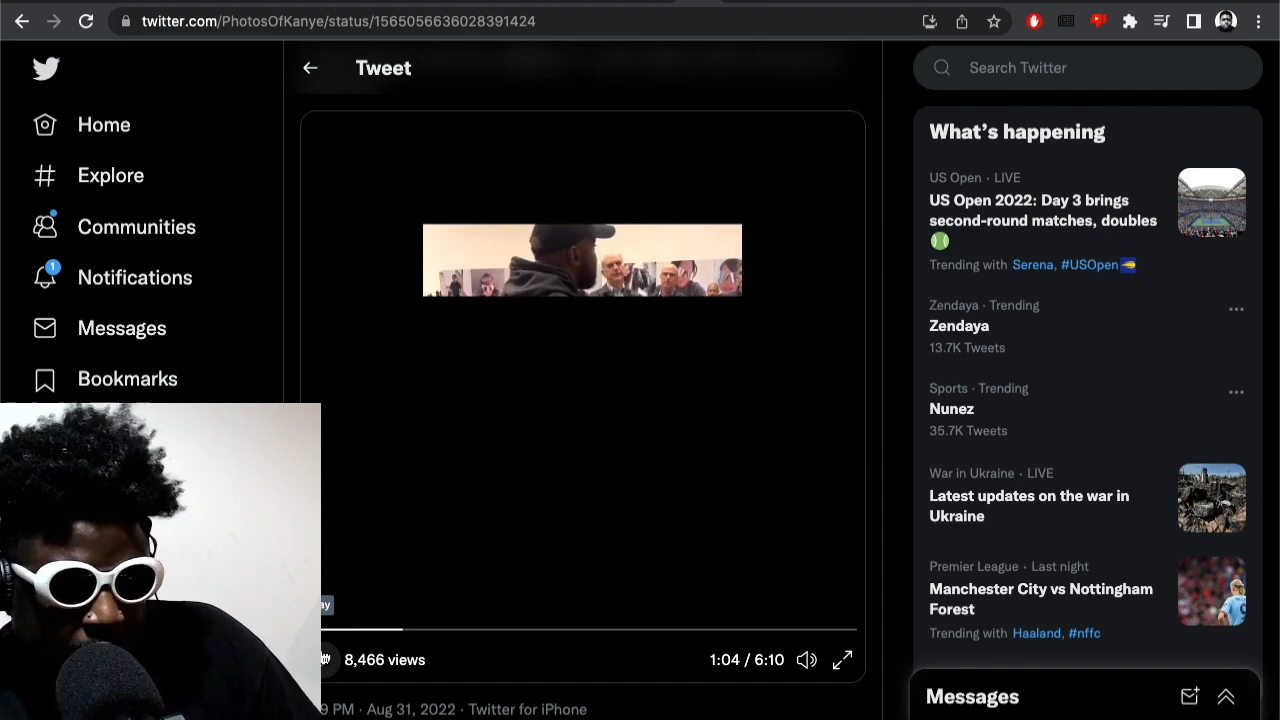 twitter.com/PhotosOfKanye/status/1565056636028391424
Home
Explore
Communities
1
Notifications
Messages
Bookmarks
Tweet
8,466 views
1:04 / 6:10
PM · Aug 31, 2022 · Twitter for iPhone
Search Twitter
What's happening
US Open · LIVE
US Open 2022: Day 3 brings
second-round matches, doubles
Trending with Serena, #USOpen
Zendaya · Trending
Zendaya
13.7K Tweets
Sports · Trending
Nunez
35.7K Tweets
War in Ukraine · LIVE
Latest updates on the war in
Ukraine
Premier League · Last night
Manchester City vs Nottingham
Forest
Trending with Haaland, #nffc
Messages